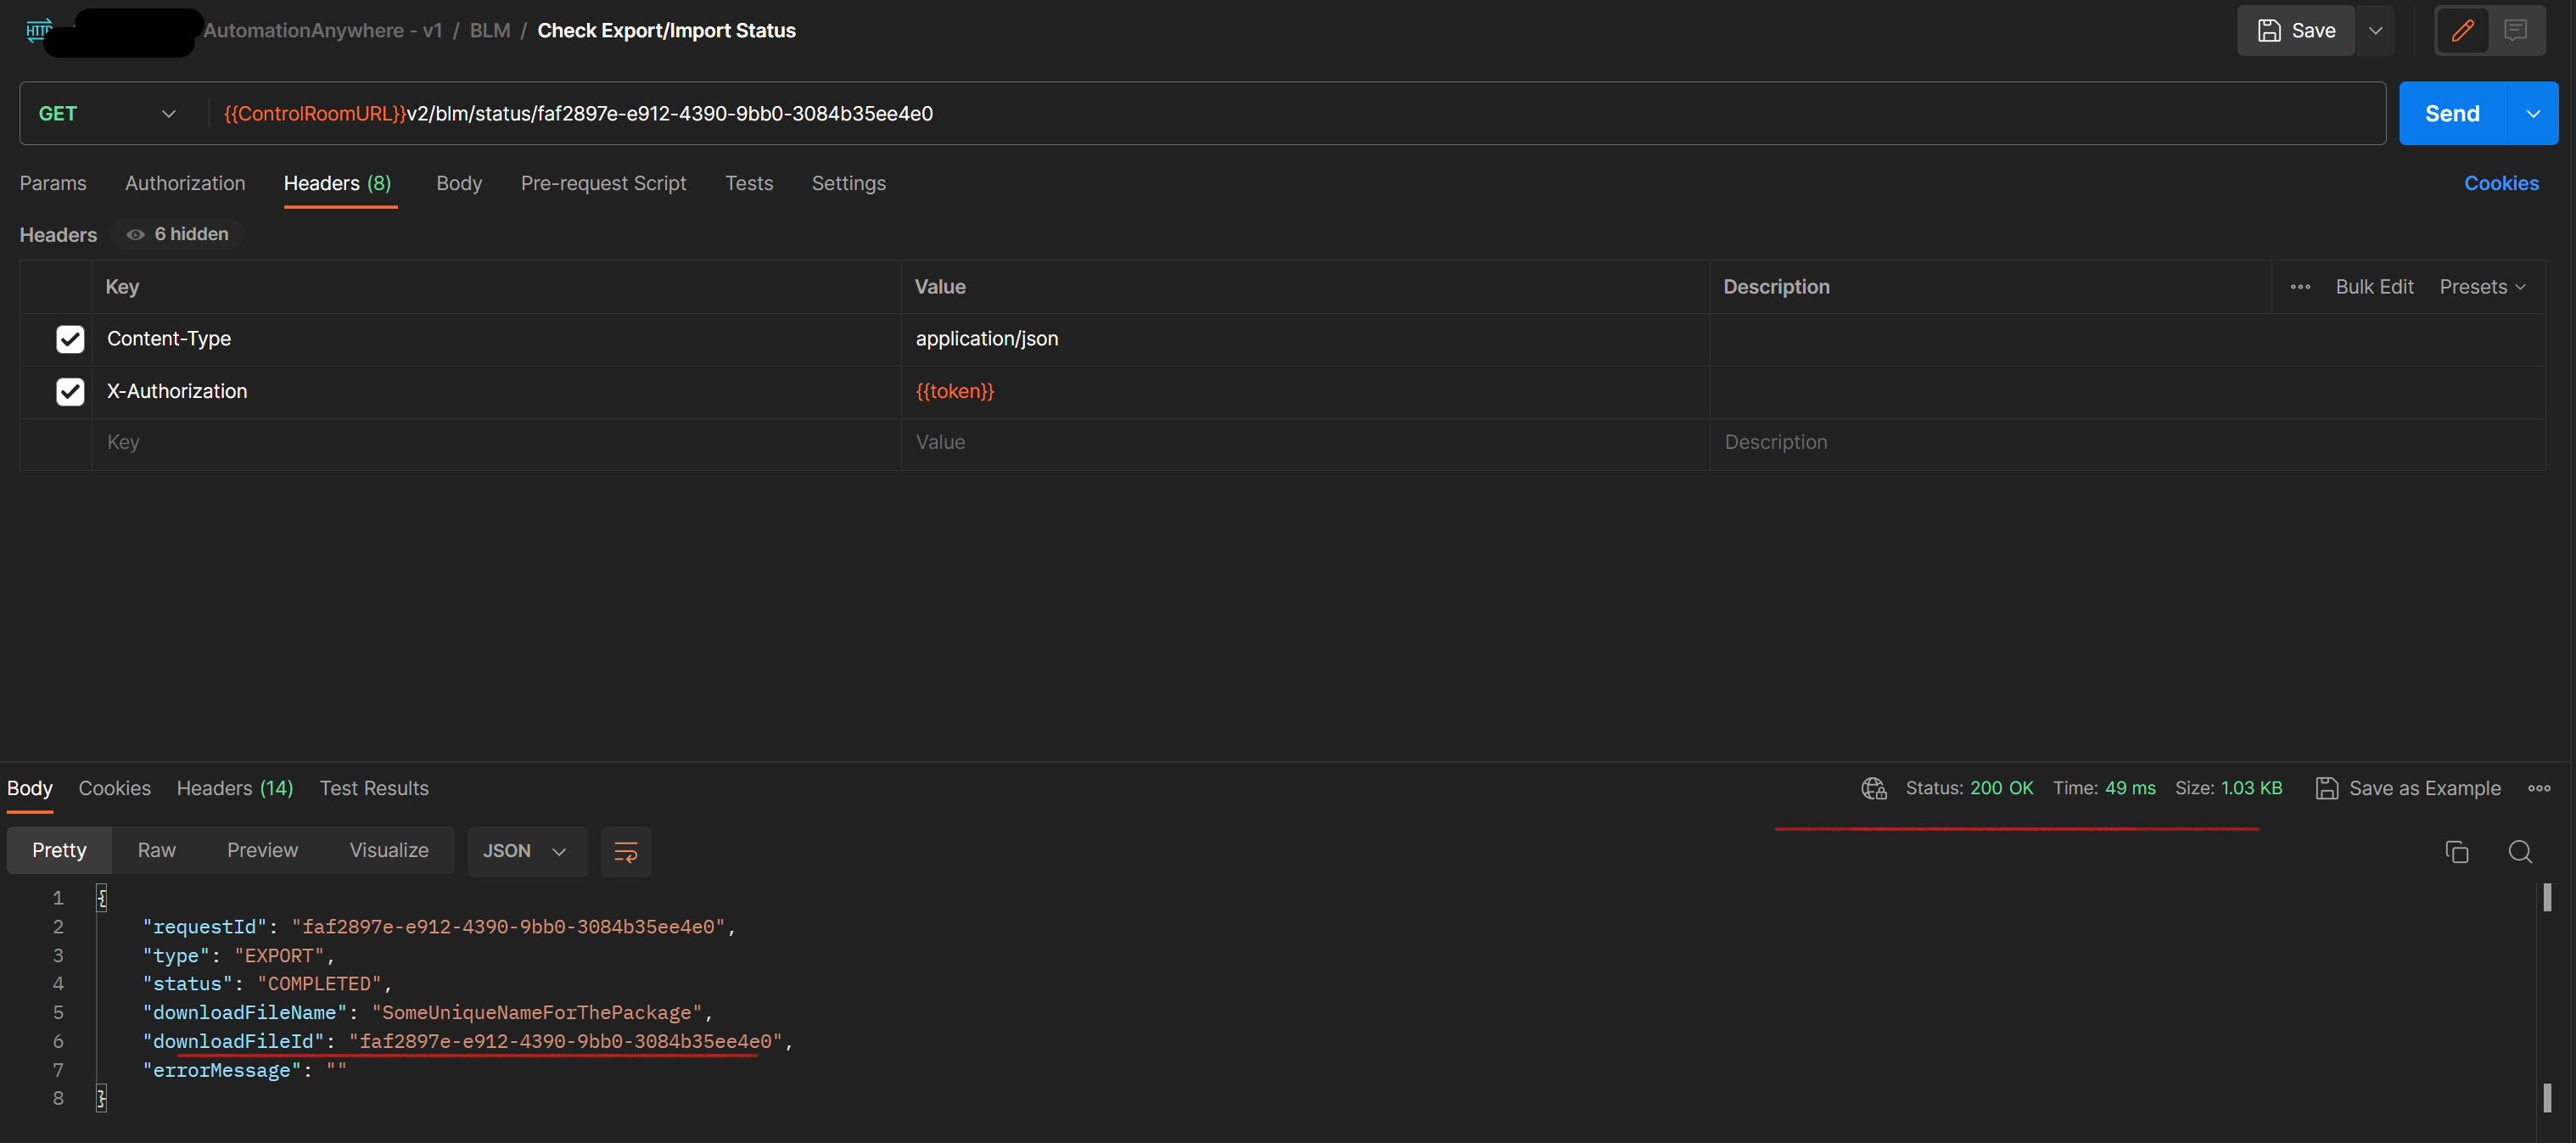 HTTP AutomationAnywhere - v1 / BLM / Check Export/Import Status Save
GET {{ControlRoomURL}}v2/blm/status/faf2897e-e912-4390-9bb0-3084b35ee4e0 Send
Params Authorization Headers (8) Body Pre-request Script Tests Settings Cookies
Headers 6 hidden
Key Value Description Bulk Edit Presets
Content-Type application/json
X-Authorization {{token}}
Key Value Description
Body Cookies Headers (14) Test Results Status: 200 OK Time: 49 ms Size: 1.03 KB Save as Example
Pretty Raw Preview Visualize JSON
1 {
2 "requestId": "faf2897e-e912-4390-9bb0-3084b35ee4e0",
3 "type": "EXPORT",
4 "status": "COMPLETED",
5 "downloadFileName": "SomeUniqueNameForThePackage",
6 "downloadFileId": "faf2897e-e912-4390-9bb0-3084b35ee4e0",
7 "errorMessage": ""
8 }